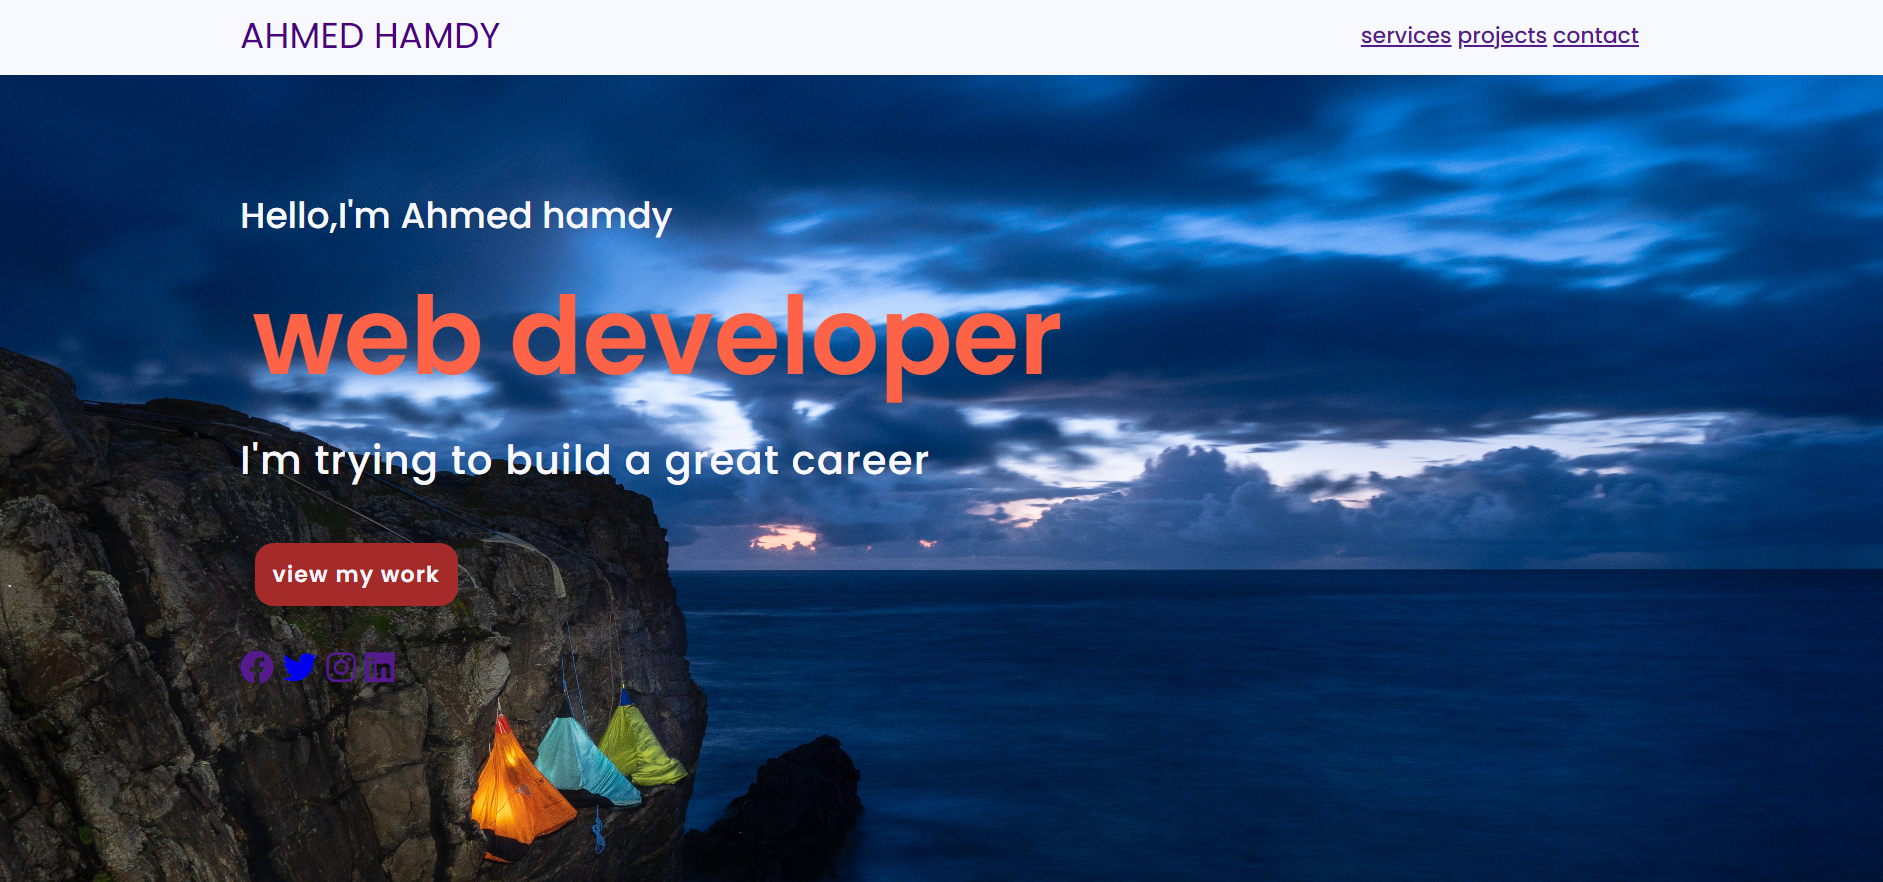 AHMED HAMDY
services projects contact
Hello,I'm Ahmed hamdy
web developer
I'm trying to build a great career
view my work